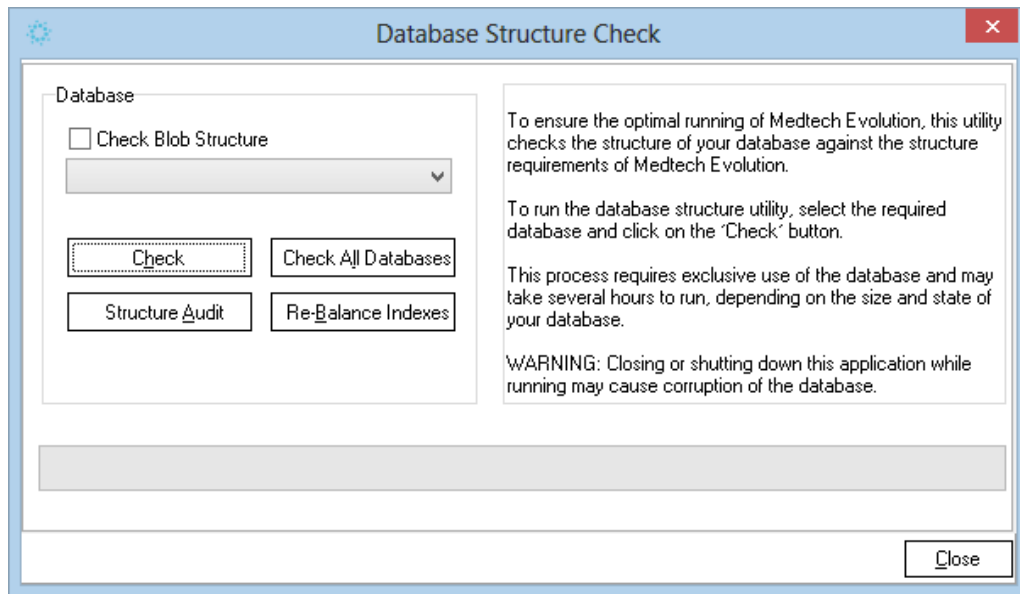 Database Structure Check
Database
Check Blob Structure
Check
Check All Databases
Structure Audit
Re-Balance Indexes
To ensure the optimal running of Medtech Evolution, this utility
checks the structure of your database against the structure
requirements of Medtech Evolution.
To run the database structure utility, select the required
database and click on the ‘Check’ button.
This process requires exclusive use of the database and may
take several hours to run, depending on the size and state of
your database.
WARNING: Closing or shutting down this application while
running may cause corruption of the database.
Close